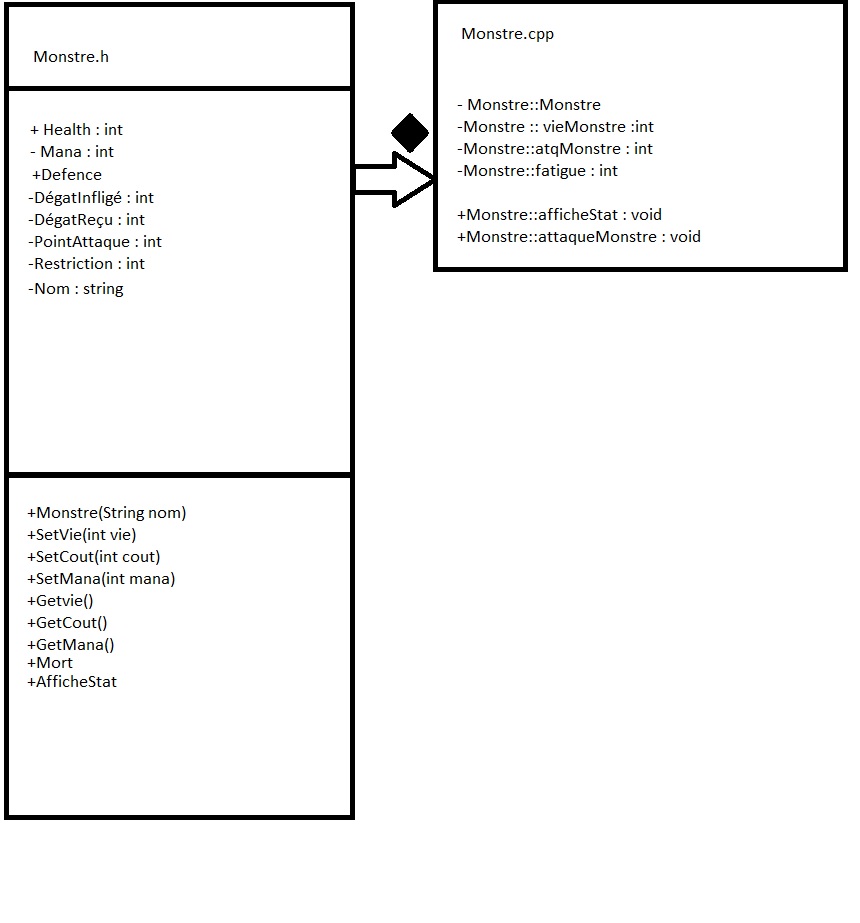 Monstre.h
+ Health : int
- Mana : int
+Defence
-DégatInfligé : int
-DégatReçu : int
-PointAttaque : int
-Restriction : int
-Nom : string
+Monstre(String nom)
+SetVie(int vie)
+SetCout(int cout)
+SetMana(int mana)
+Getvie()
+GetCout()
+GetMana()
+Mort
+AfficheStat
Monstre.cpp
- Monstre::Monstre
-Monstre :: vieMonstre :int
-Monstre::atqMonstre : int
-Monstre::fatigue : int
+Monstre::afficheStat : void
+Monstre::attaqueMonstre : void